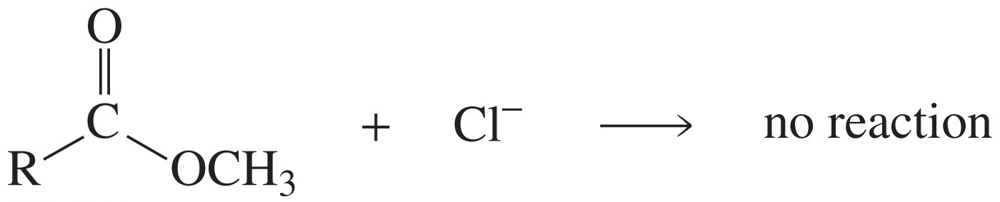 O
C
R OCH₃ + Cl⁻ ⟶ no reaction